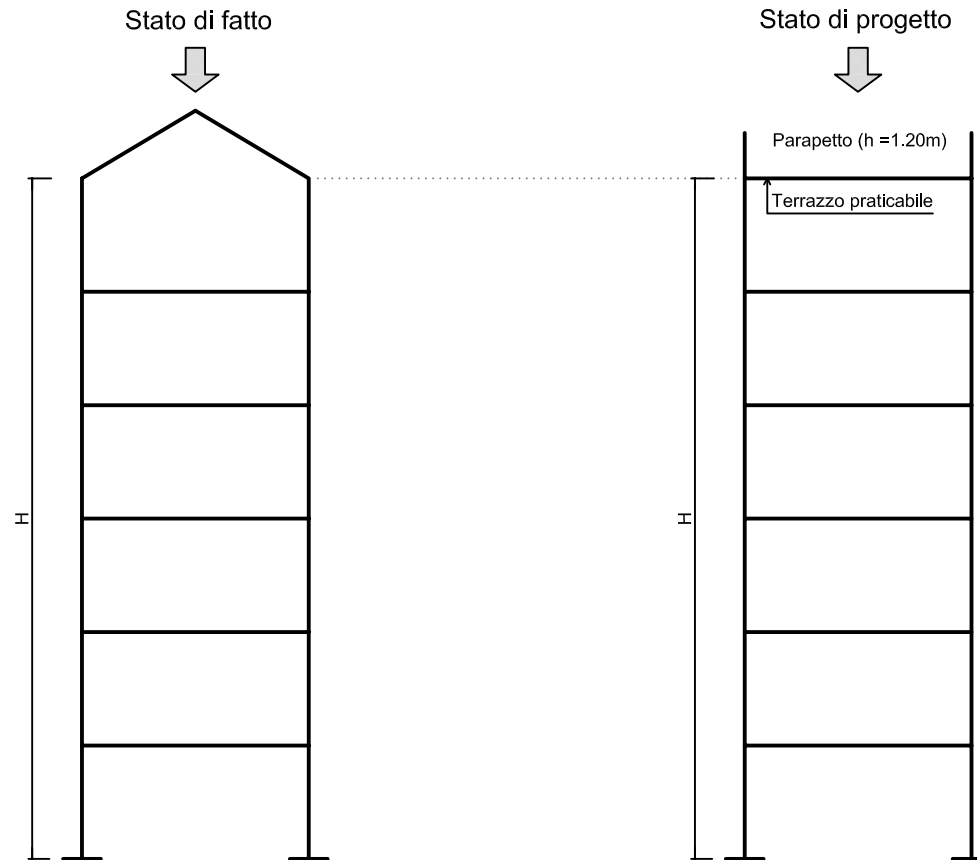 Stato di fatto
Stato di progetto
Parapetto (h =1.20m)
Terrazzo praticabile
H
H